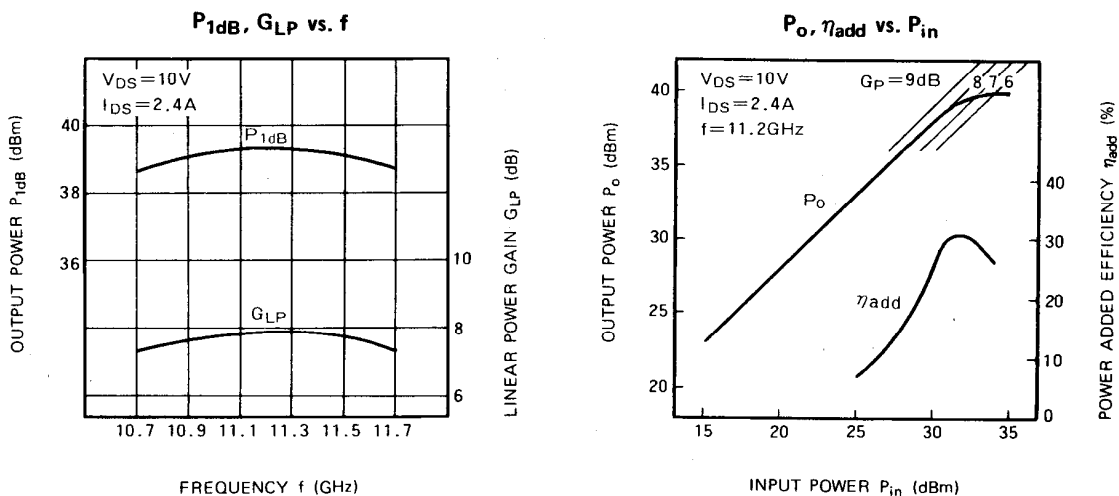 P1dB, GLP vs. f
VDS=10V
IDS=2.4A
P1dB
GLP
40
38
36
10
8
6
10.7 10.9 11.1 11.3 11.5 11.7
OUTPUT POWER P1dB (dBm)
LINEAR POWER GAIN GLP (dB)
FREQUENCY f (GHz)
Po, ηadd vs. Pin
VDS=10V
IDS=2.4A
f=11.2GHz
GP=9dB
8 7 6
Po
ηadd
40
35
30
25
20
40
30
20
10
0
15 20 25 30 35
OUTPUT POWER Po (dBm)
POWER ADDED EFFICIENCY ηadd (%)
INPUT POWER Pin (dBm)